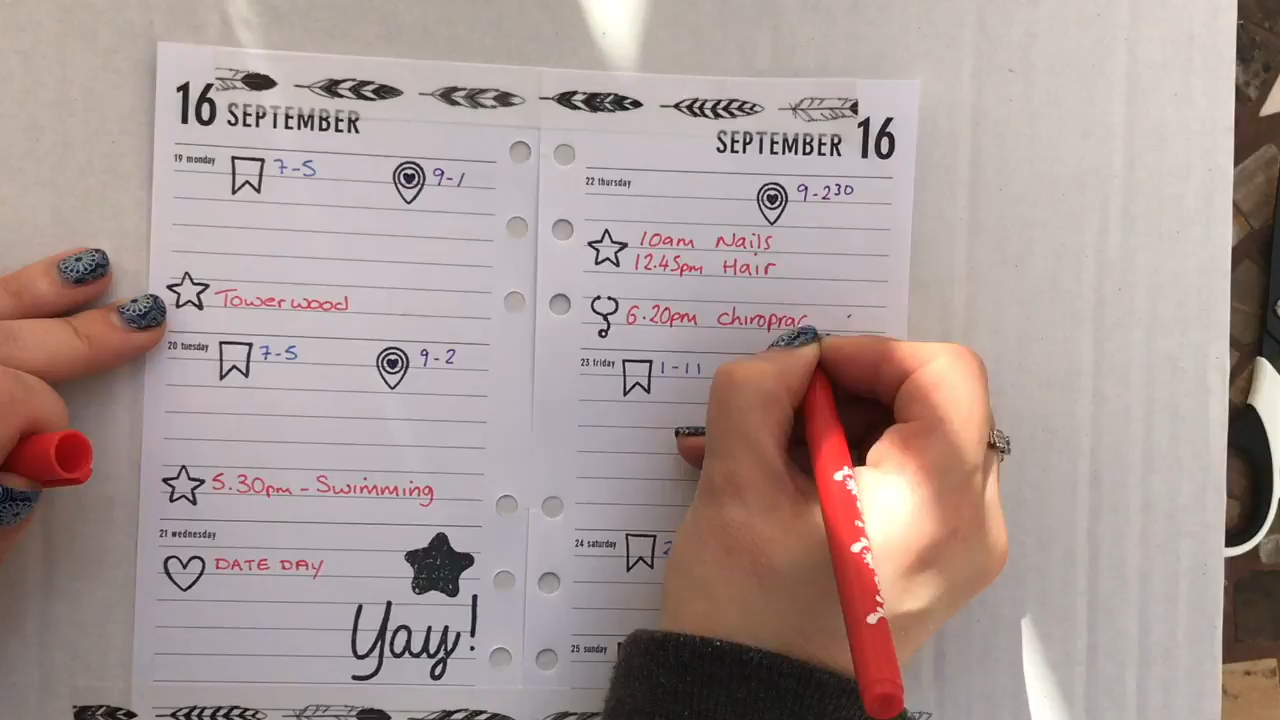 16 SEPTEMBER
19 monday 7-5 9-1
Towerwood
20 tuesday 7-5 9-2
5.30pm - Swimming
21 wednesday
DATE DAY
Yay!
SEPTEMBER 16
22 thursday 9-230
10am Nails
12.45pm Hair
6.20pm chiroprac
23 friday 1-11
24 saturday 2
25 sunday